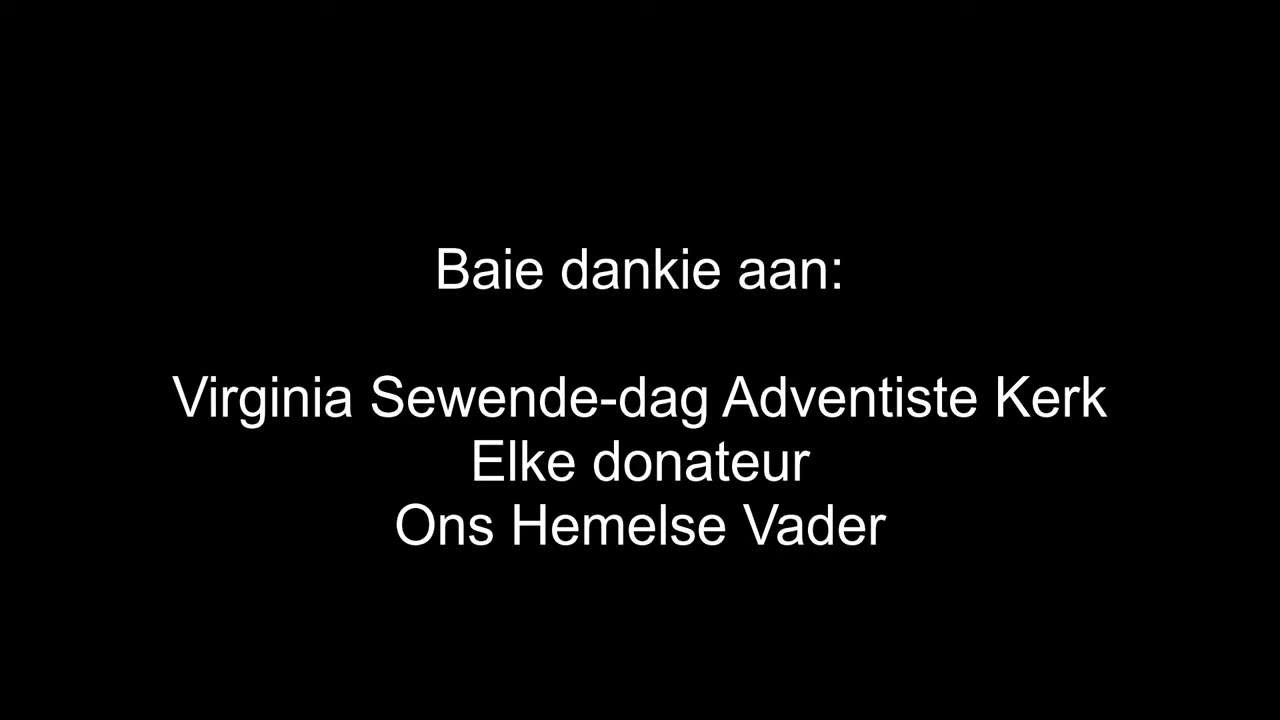 Baie dankie aan:
Virginia Sewende-dag Adventiste Kerk
Elke donateur
Ons Hemelse Vader